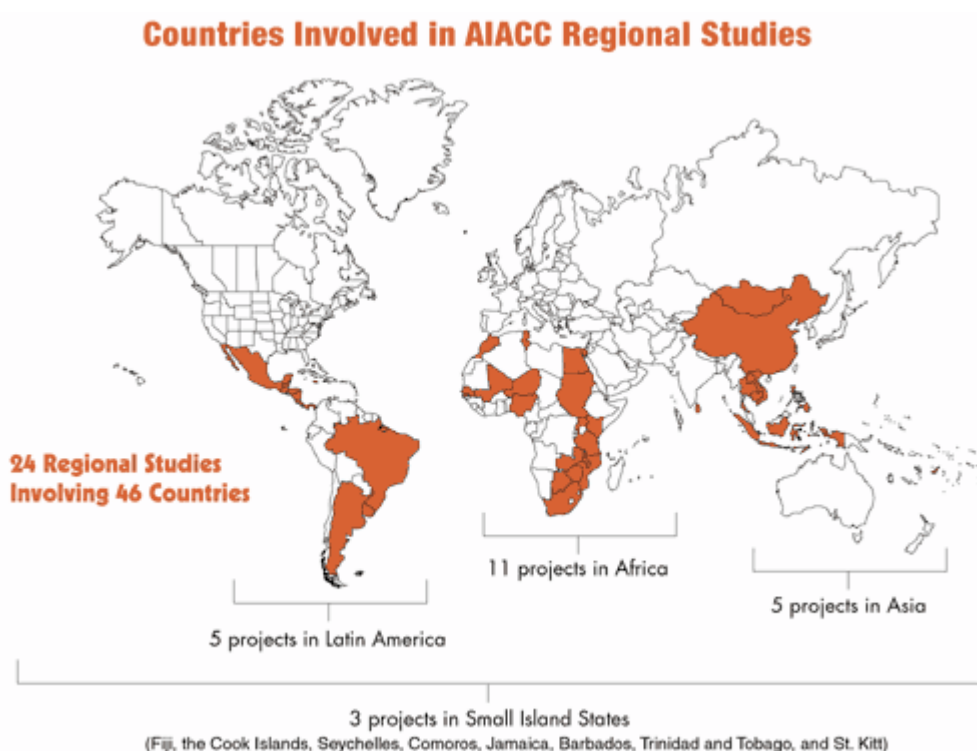 Countries Involved in AIACC Regional Studies
24 Regional Studies
Involving 46 Countries
11 projects in Africa
5 projects in Asia
5 projects in Latin America
3 projects in Small Island States
(Fiji, the Cook Islands, Seychelles, Comoros, Jamaica, Barbados, Trinidad and Tobago, and St. Kitt)